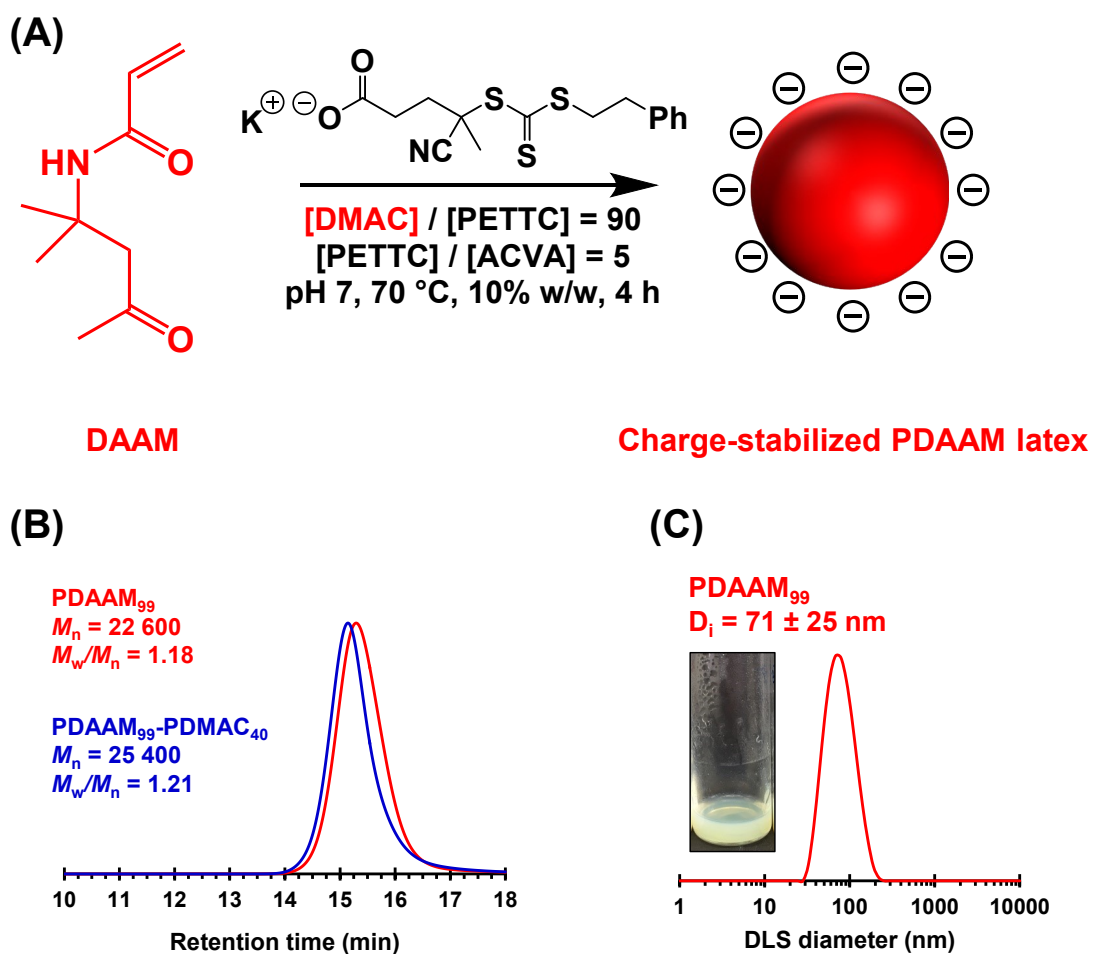 (A)
O
K⊕ ⊖O
S
S
Ph
NC
S
HN
O
O
[DMAC] / [PETTC] = 90
[PETTC] / [ACVA] = 5
pH 7, 70 °C, 10% w/w, 4 h
DAAM
Charge-stabilized PDAAM latex
(B)
PDAAM99
Mn = 22 600
Mw/Mn = 1.18
PDAAM99-PDMAC40
Mn = 25 400
Mw/Mn = 1.21
10 11 12 13 14 15 16 17 18
Retention time (min)
(C)
PDAAM99
Di = 71 ± 25 nm
1 10 100 1000 10000
DLS diameter (nm)